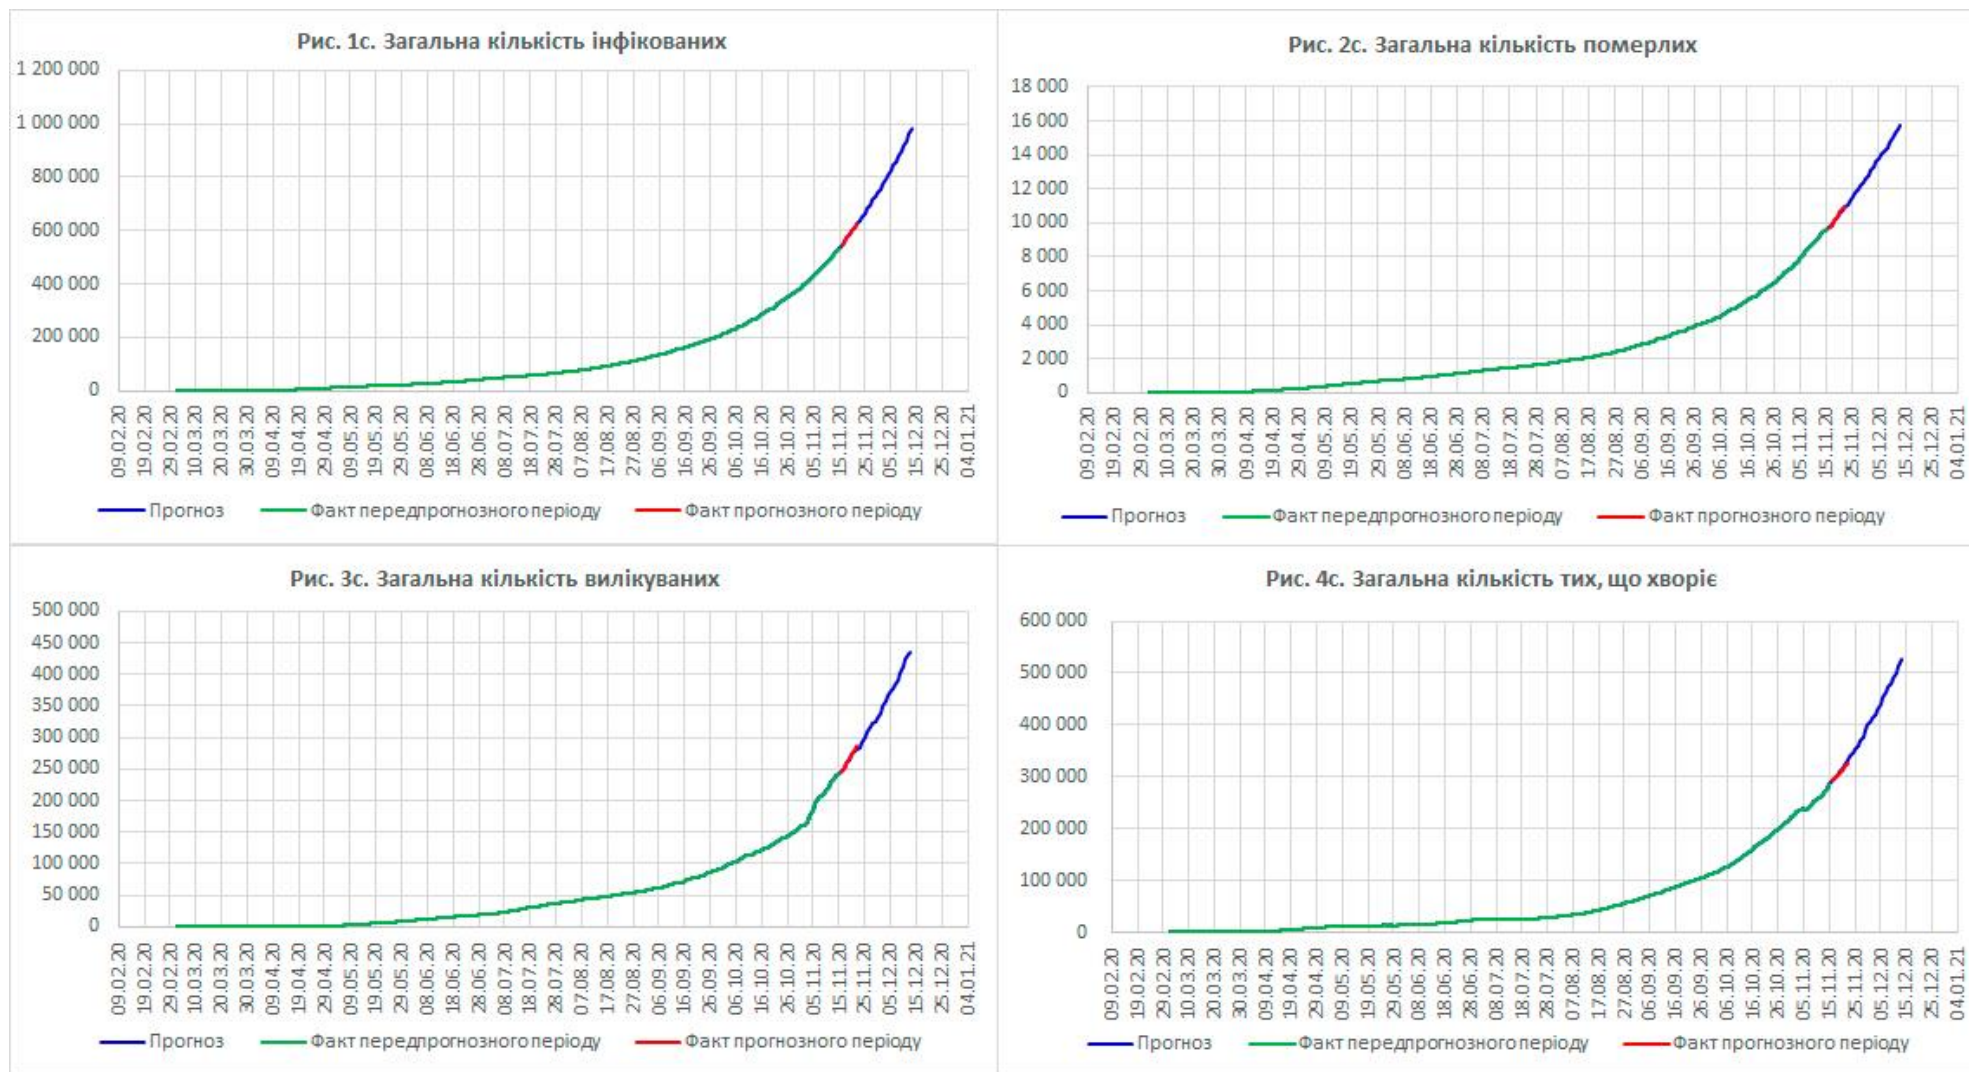 Рис. 1с. Загальна кількість інфікованих
1 200 000
1 000 000
800 000
600 000
400 000
200 000
0
09.02.20 19.02.20 29.02.20 10.03.20 20.03.20 30.03.20 09.04.20 19.04.20 29.04.20 09.05.20 19.05.20 29.05.20 08.06.20 18.06.20 28.06.20 08.07.20 18.07.20 28.07.20 07.08.20 17.08.20 27.08.20 06.09.20 16.09.20 26.09.20 06.10.20 16.10.20 26.10.20 05.11.20 15.11.20 25.11.20 05.12.20 15.12.20 25.12.20 04.01.21
Прогноз Факт передпрогнозного періоду Факт прогнозного періоду
Рис. 2с. Загальна кількість померлих
18 000
16 000
14 000
12 000
10 000
8 000
6 000
4 000
2 000
0
09.02.20 19.02.20 29.02.20 10.03.20 20.03.20 30.03.20 09.04.20 19.04.20 29.04.20 09.05.20 19.05.20 29.05.20 08.06.20 18.06.20 28.06.20 08.07.20 18.07.20 28.07.20 07.08.20 17.08.20 27.08.20 06.09.20 16.09.20 26.09.20 06.10.20 16.10.20 26.10.20 05.11.20 15.11.20 25.11.20 05.12.20 15.12.20 25.12.20 04.01.21
Прогноз Факт передпрогнозного періоду Факт прогнозного періоду
Рис. 3с. Загальна кількість вилікуваних
500 000
450 000
400 000
350 000
300 000
250 000
200 000
150 000
100 000
50 000
0
09.02.20 19.02.20 29.02.20 10.03.20 20.03.20 30.03.20 09.04.20 19.04.20 29.04.20 09.05.20 19.05.20 29.05.20 08.06.20 18.06.20 28.06.20 08.07.20 18.07.20 28.07.20 07.08.20 17.08.20 27.08.20 06.09.20 16.09.20 26.09.20 06.10.20 16.10.20 26.10.20 05.11.20 15.11.20 25.11.20 05.12.20 15.12.20 25.12.20 04.01.21
Прогноз Факт передпрогнозного періоду Факт прогнозного періоду
Рис. 4с. Загальна кількість тих, що хворіє
600 000
500 000
400 000
300 000
200 000
100 000
0
09.02.20 19.02.20 29.02.20 10.03.20 20.03.20 30.03.20 09.04.20 19.04.20 29.04.20 09.05.20 19.05.20 29.05.20 08.06.20 18.06.20 28.06.20 08.07.20 18.07.20 28.07.20 07.08.20 17.08.20 27.08.20 06.09.20 16.09.20 26.09.20 06.10.20 16.10.20 26.10.20 05.11.20 15.11.20 25.11.20 05.12.20 15.12.20 25.12.20 04.01.21
Прогноз Факт передпрогнозного періоду Факт прогнозного періоду